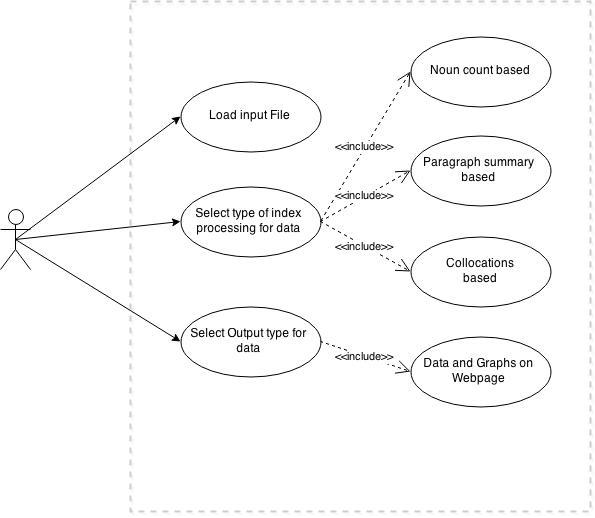 Noun count based
Load input File
<<include>>
Paragraph summary
based
<<include>>
Select type of index
processing for data
<<include>>
Collocations
based
Select Output type for
data
<<include>>
Data and Graphs on
Webpage